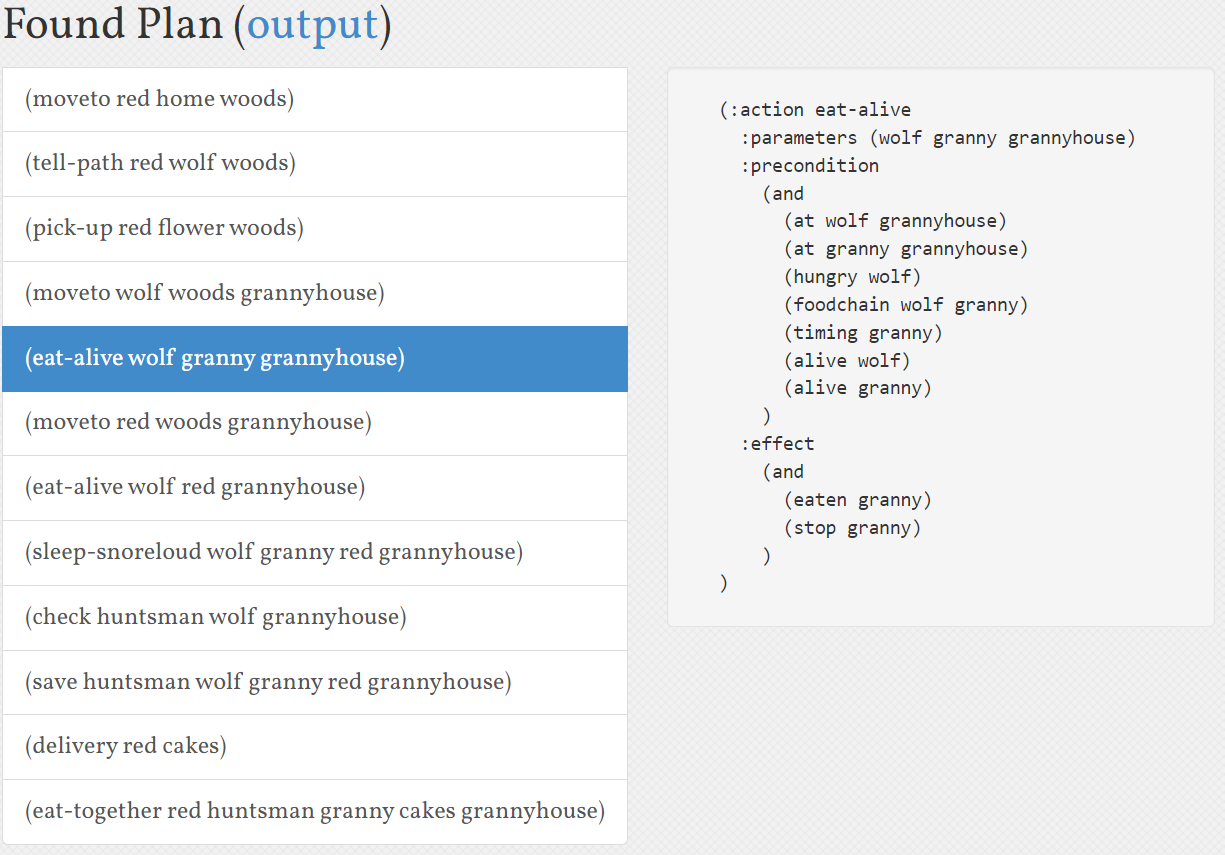 Found Plan (output)
(moveto red home woods)
(tell-path red wolf woods)
(pick-up red flower woods)
(moveto wolf woods grannyhouse)
(eat-alive wolf granny grannyhouse)
(moveto red woods grannyhouse)
(eat-alive wolf red grannyhouse)
(sleep-snoreloud wolf granny red grannyhouse)
(check huntsman wolf grannyhouse)
(save huntsman wolf granny red grannyhouse)
(delivery red cakes)
(eat-together red huntsman granny cakes grannyhouse)
(:action eat-alive
:parameters (wolf granny grannyhouse)
:precondition
(and
(at wolf grannyhouse)
(at granny grannyhouse)
(hungry wolf)
(foodchain wolf granny)
(timing granny)
(alive wolf)
(alive granny)
)
:effect
(and
(eaten granny)
(stop granny)
)
)